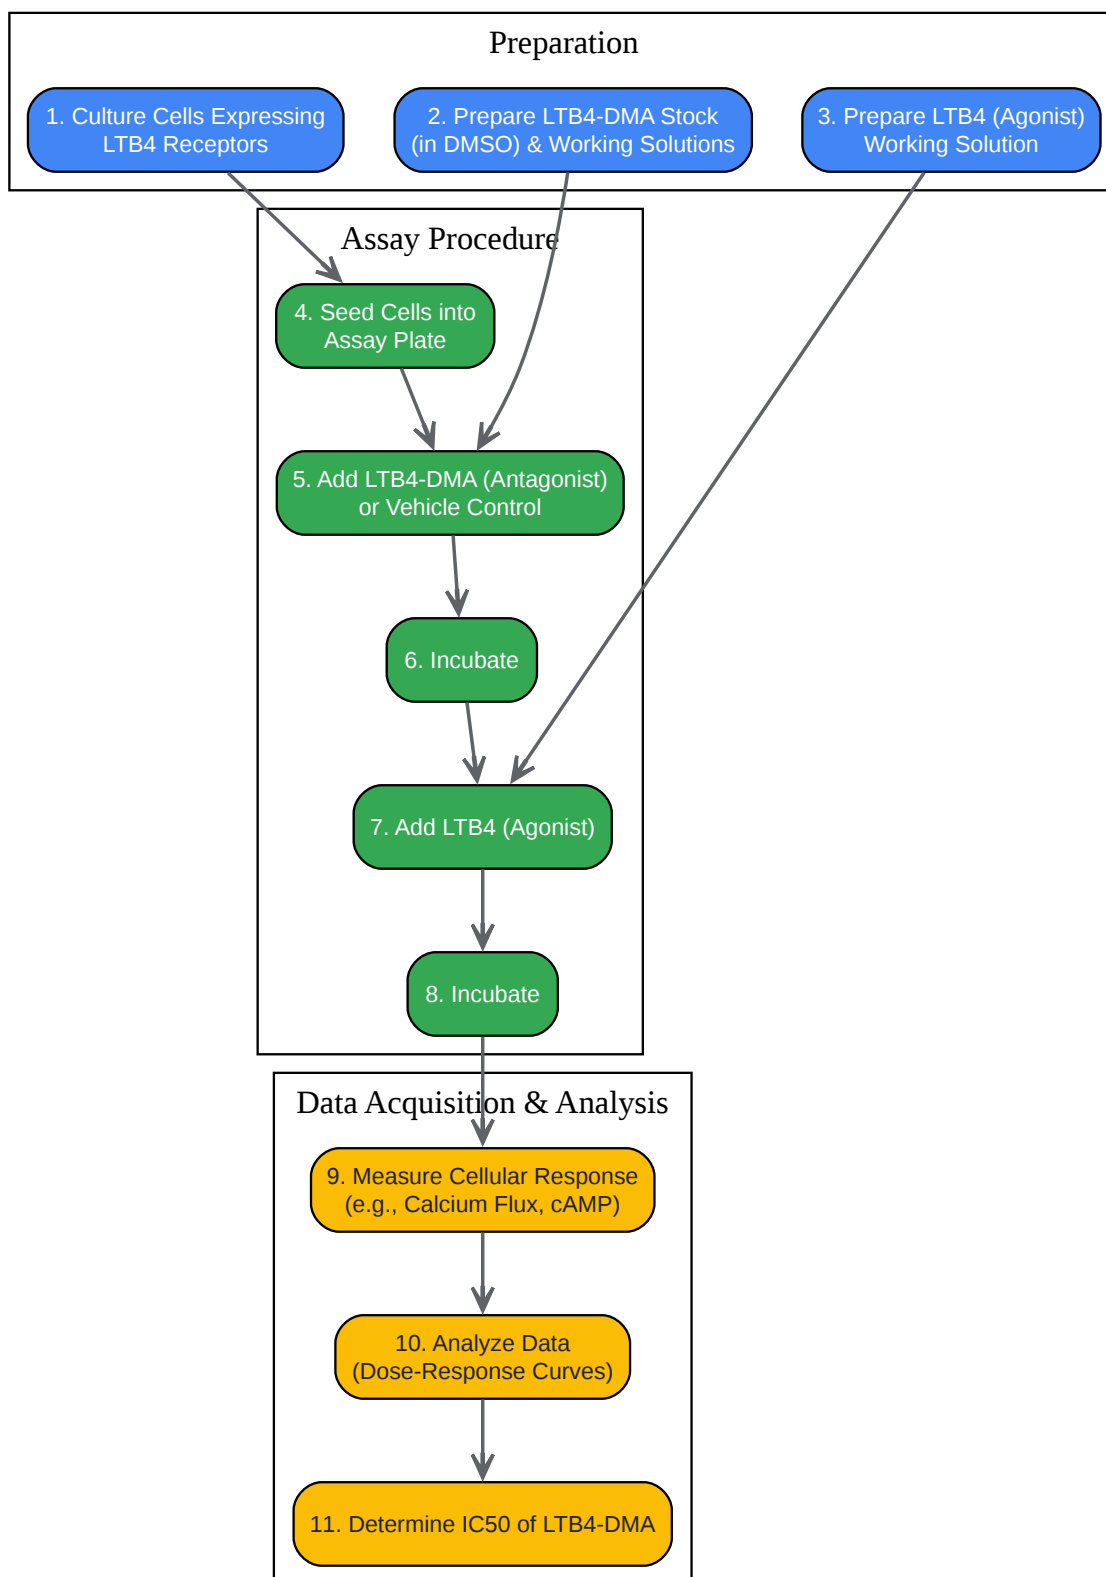 Preparation
1. Culture Cells Expressing
LTB4 Receptors
2. Prepare LTB4-DMA Stock
(in DMSO) & Working Solutions
3. Prepare LTB4 (Agonist)
Working Solution
Assay Procedure
4. Seed Cells into
Assay Plate
5. Add LTB4-DMA (Antagonist)
or Vehicle Control
6. Incubate
7. Add LTB4 (Agonist)
8. Incubate
Data Acquisition & Analysis
9. Measure Cellular Response
(e.g., Calcium Flux, cAMP)
10. Analyze Data
(Dose-Response Curves)
11. Determine IC50 of LTB4-DMA